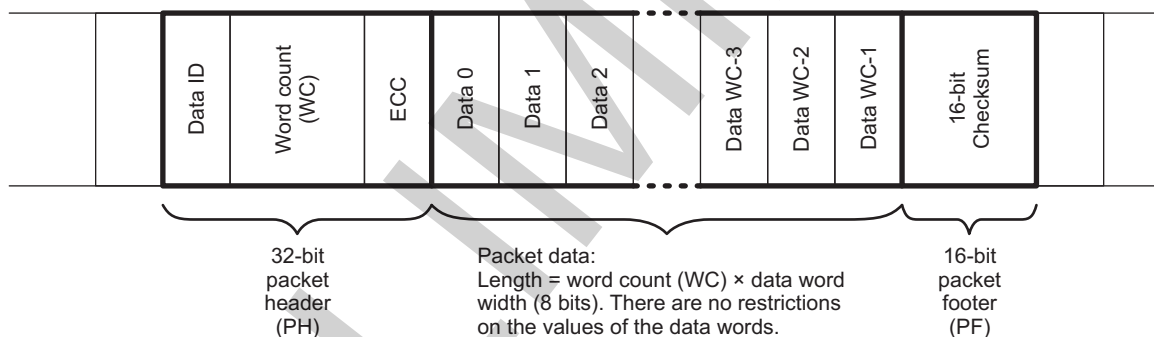 Data ID
Word count
(WC)
ECC
Data 0
Data 1
Data 2
Data WC-3
Data WC-2
Data WC-1
16-bit
Checksum
32-bit
packet
header
(PH)
Packet data:
Length = word count (WC) × data word
width (8 bits). There are no restrictions
on the values of the data words.
16-bit
packet
footer
(PF)